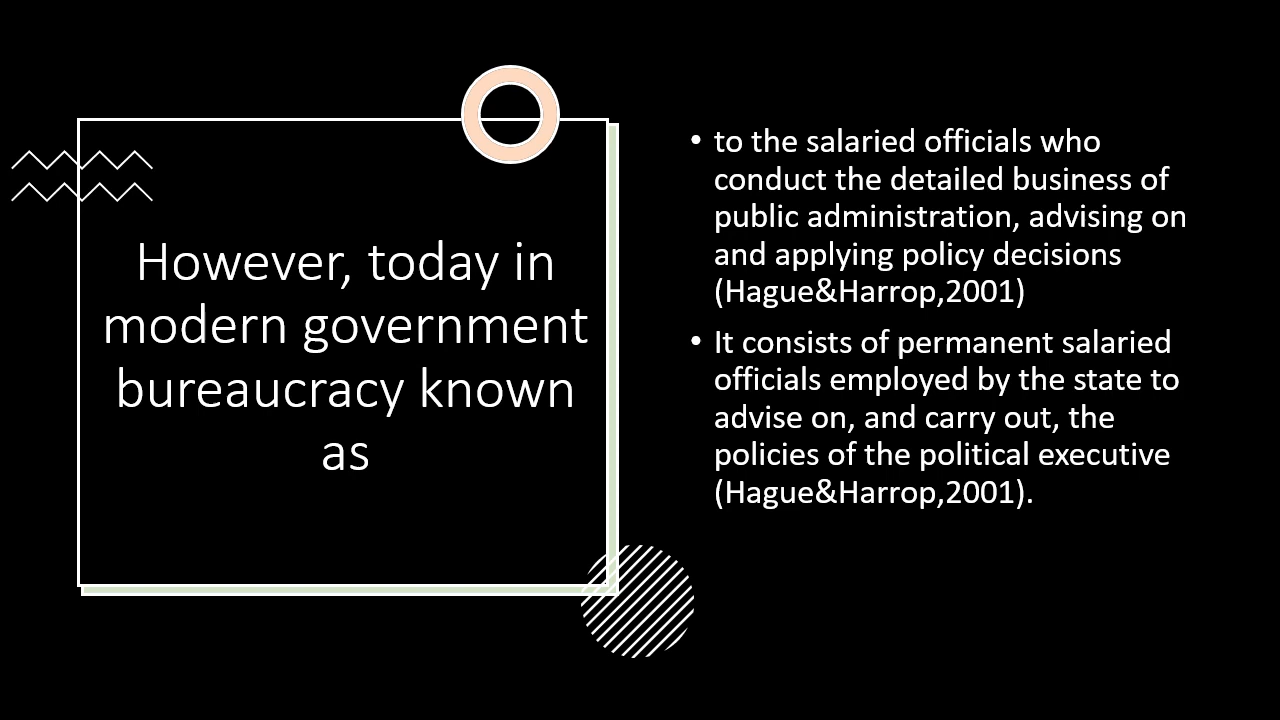 However, today in
modern government
bureaucracy known
as
• to the salaried officials who
conduct the detailed business of
public administration, advising on
and applying policy decisions
(Hague&Harrop,2001)
• It consists of permanent salaried
officials employed by the state to
advise on, and carry out, the
policies of the political executive
(Hague&Harrop,2001).